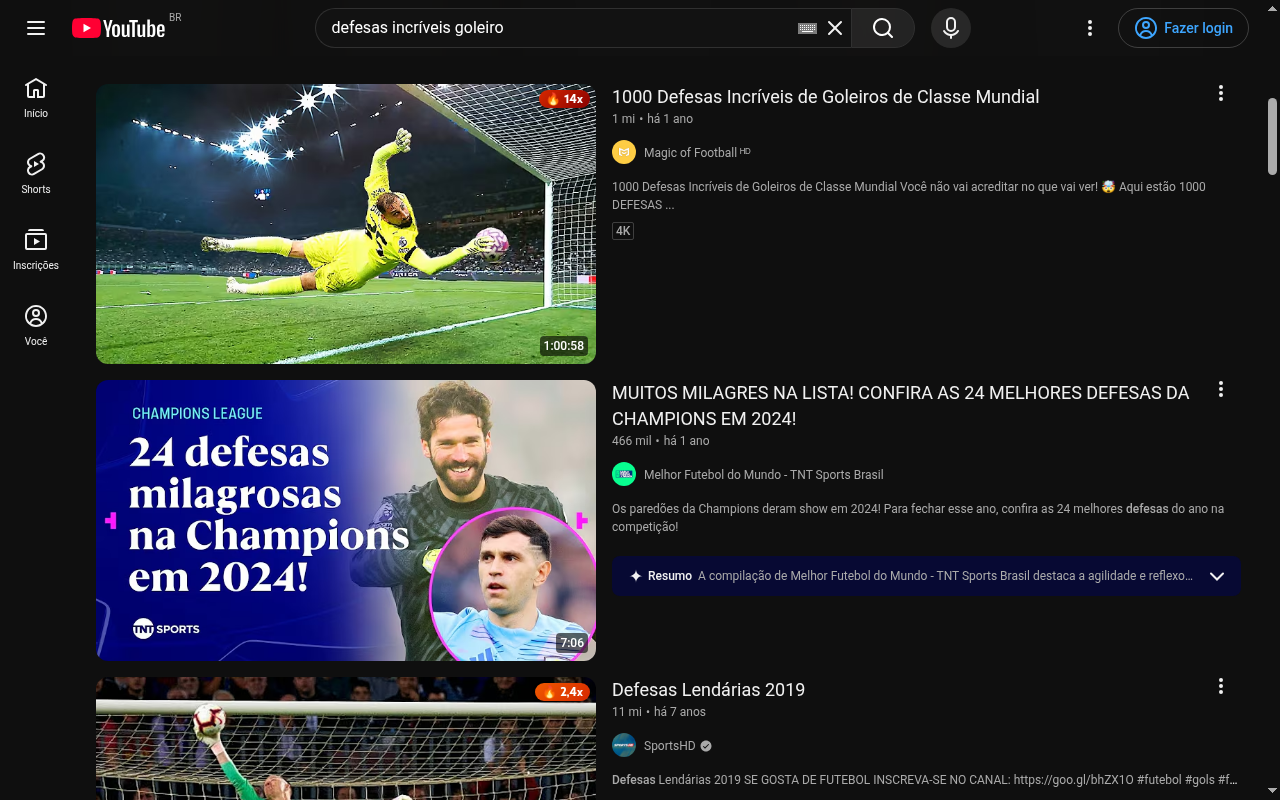 YouTube BR
defesas incríveis goleiro
Fazer login
Início
Shorts
Inscrições
Você
14x
1:00:58
1000 Defesas Incríveis de Goleiros de Classe Mundial
1 mi • há 1 ano
Magic of Football ᴴᴰ
1000 Defesas Incríveis de Goleiros de Classe Mundial Você não vai acreditar no que vai ver! 🤯 Aqui estão 1000
DEFESAS ...
4K
CHAMPIONS LEAGUE
24 defesas
milagrosas
na Champions
em 2024!
TNT SPORTS
7:06
MUITOS MILAGRES NA LISTA! CONFIRA AS 24 MELHORES DEFESAS DA
CHAMPIONS EM 2024!
466 mil • há 1 ano
Melhor Futebol do Mundo - TNT Sports Brasil
Os paredões da Champions deram show em 2024! Para fechar esse ano, confira as 24 melhores defesas do ano na
competição!
Resumo A compilação de Melhor Futebol do Mundo - TNT Sports Brasil destaca a agilidade e reflexo...
2,4x
Defesas Lendárias 2019
11 mi • há 7 anos
SportsHD
Defesas Lendárias 2019 SE GOSTA DE FUTEBOL INSCREVA-SE NO CANAL: https://goo.gl/bhZX1O #futebol #gols #f...